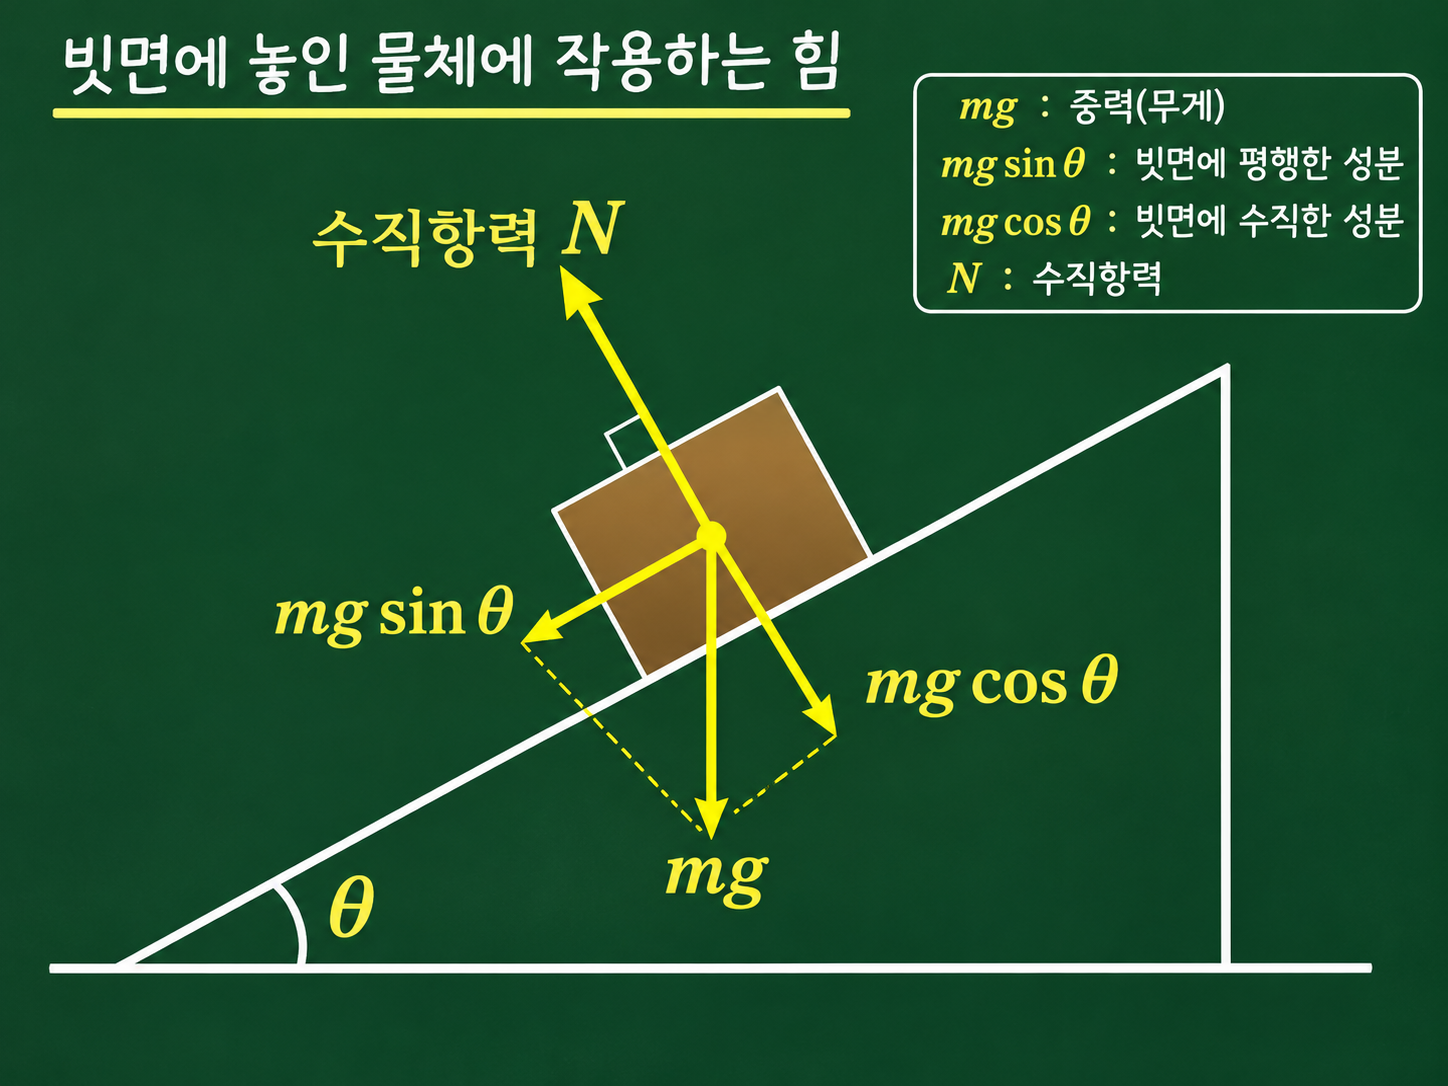 빗면에 놓인 물체에 작용하는 힘
mg : 중력(무게)
mg sin θ : 빗면에 평행한 성분
mg cos θ : 빗면에 수직한 성분
N : 수직항력
수직항력 N
mg sin θ
mg cos θ
mg
θ